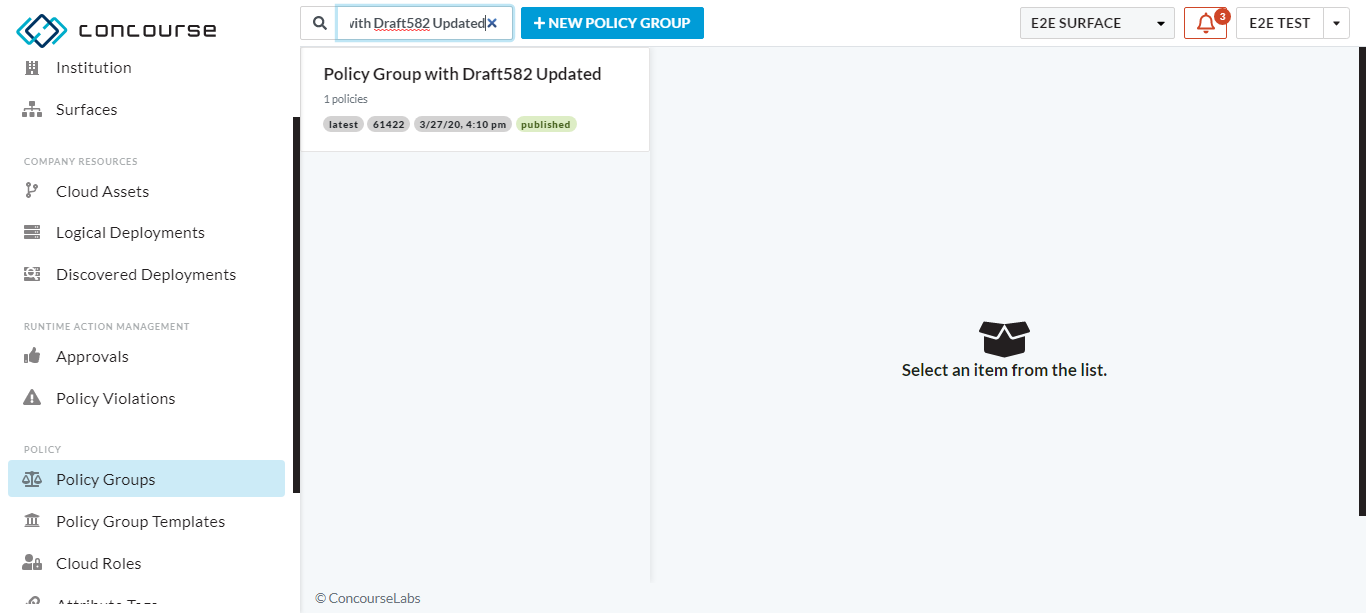 concourse
with Draft582 Updated
NEW POLICY GROUP
E2E SURFACE
3
E2E TEST
Institution
Surfaces
COMPANY RESOURCES
Cloud Assets
Logical Deployments
Discovered Deployments
RUNTIME ACTION MANAGEMENT
Approvals
Policy Violations
POLICY
Policy Groups
Policy Group Templates
Cloud Roles
Attribute Tags
Policy Group with Draft582 Updated
1 policies
latest 61422 3/27/20, 4:10 pm published
Select an item from the list.
© ConcourseLabs